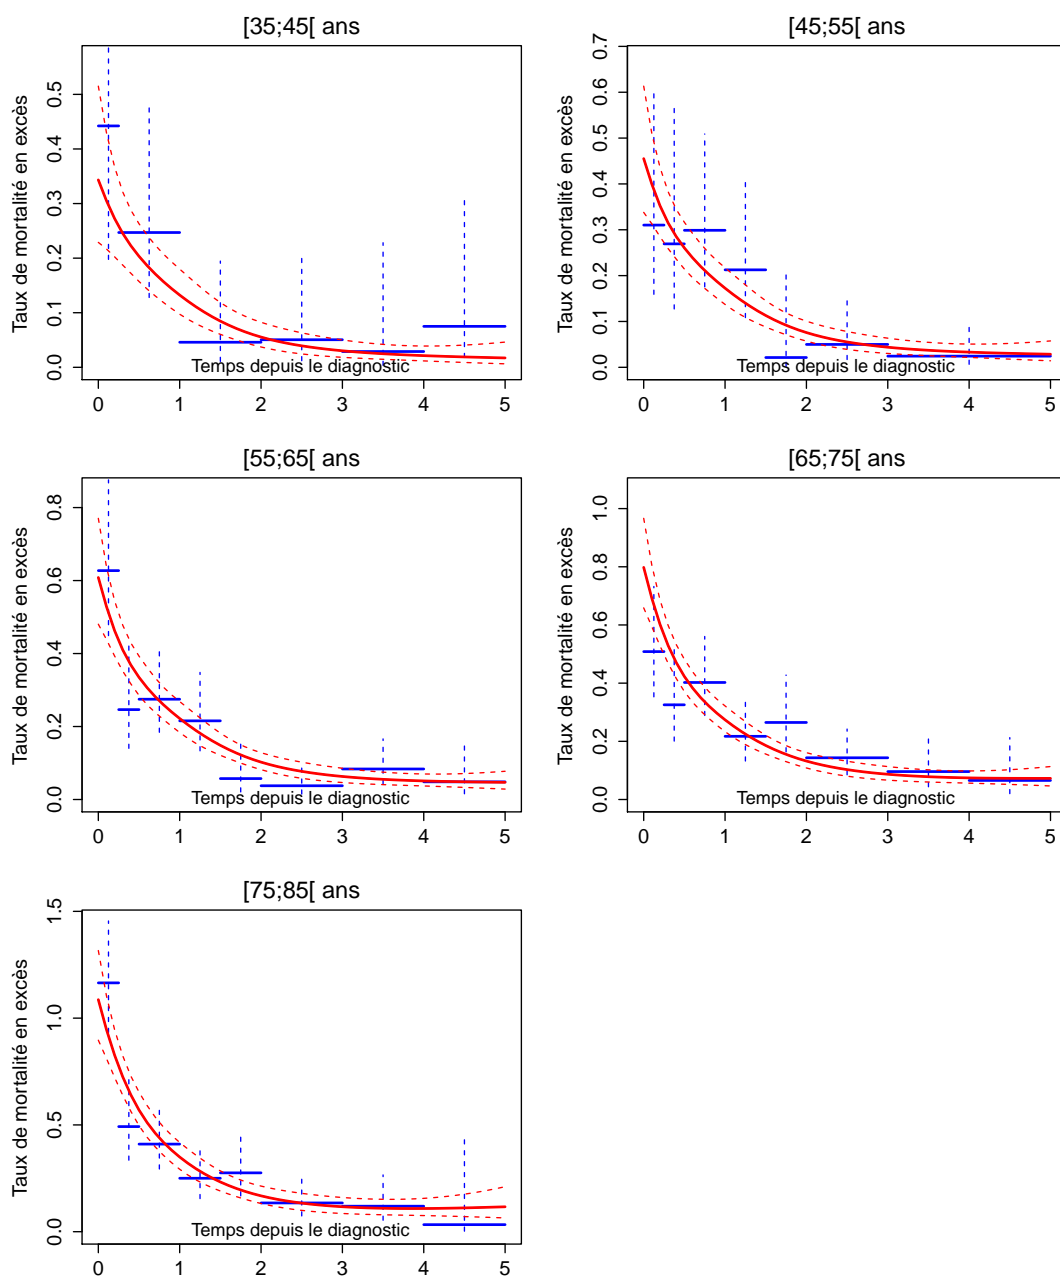 [35;45[ ans
Taux de mortalité en excès
0.0 0.1 0.2 0.3 0.4 0.5
Temps depuis le diagnostic
0 1 2 3 4 5
[45;55[ ans
Taux de mortalité en excès
0.0 0.1 0.2 0.3 0.4 0.5 0.6 0.7
Temps depuis le diagnostic
0 1 2 3 4 5
[55;65[ ans
Taux de mortalité en excès
0.0 0.2 0.4 0.6 0.8
Temps depuis le diagnostic
0 1 2 3 4 5
[65;75[ ans
Taux de mortalité en excès
0.0 0.2 0.4 0.6 0.8 1.0
Temps depuis le diagnostic
0 1 2 3 4 5
[75;85[ ans
Taux de mortalité en excès
0.0 0.5 1.0 1.5
Temps depuis le diagnostic
0 1 2 3 4 5